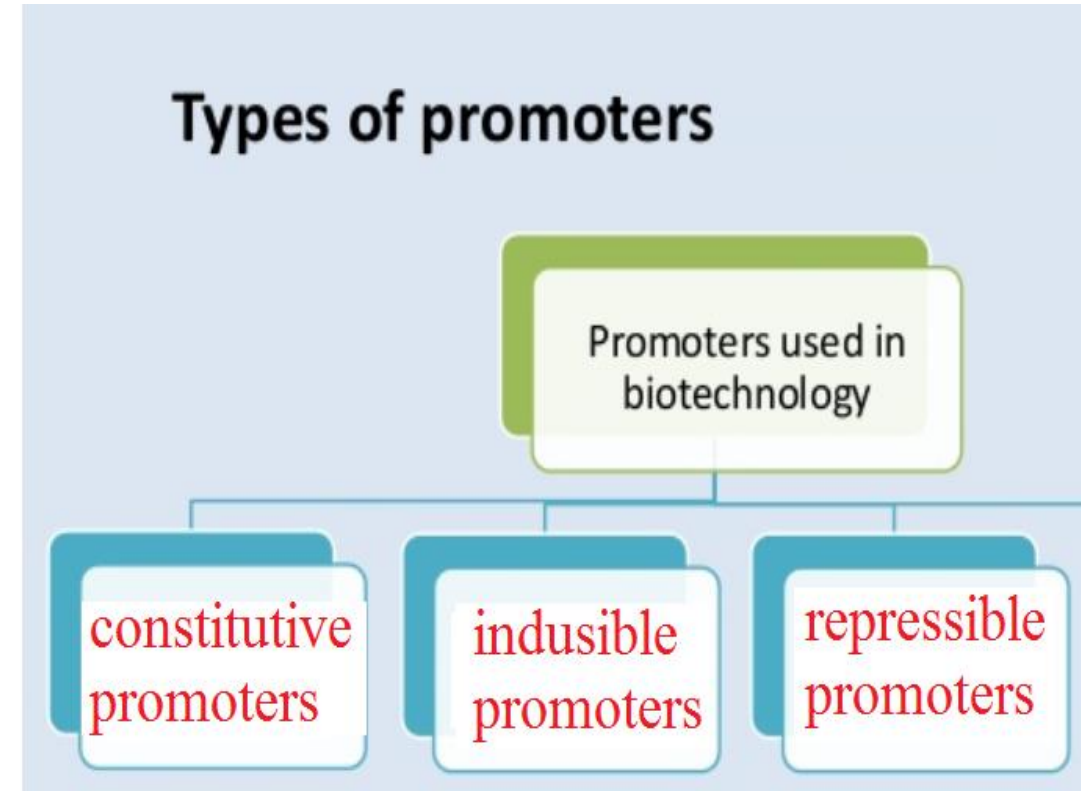 Types of promoters
Promoters used in
biotechnology
constitutive
promoters
indusible
promoters
repressible
promoters